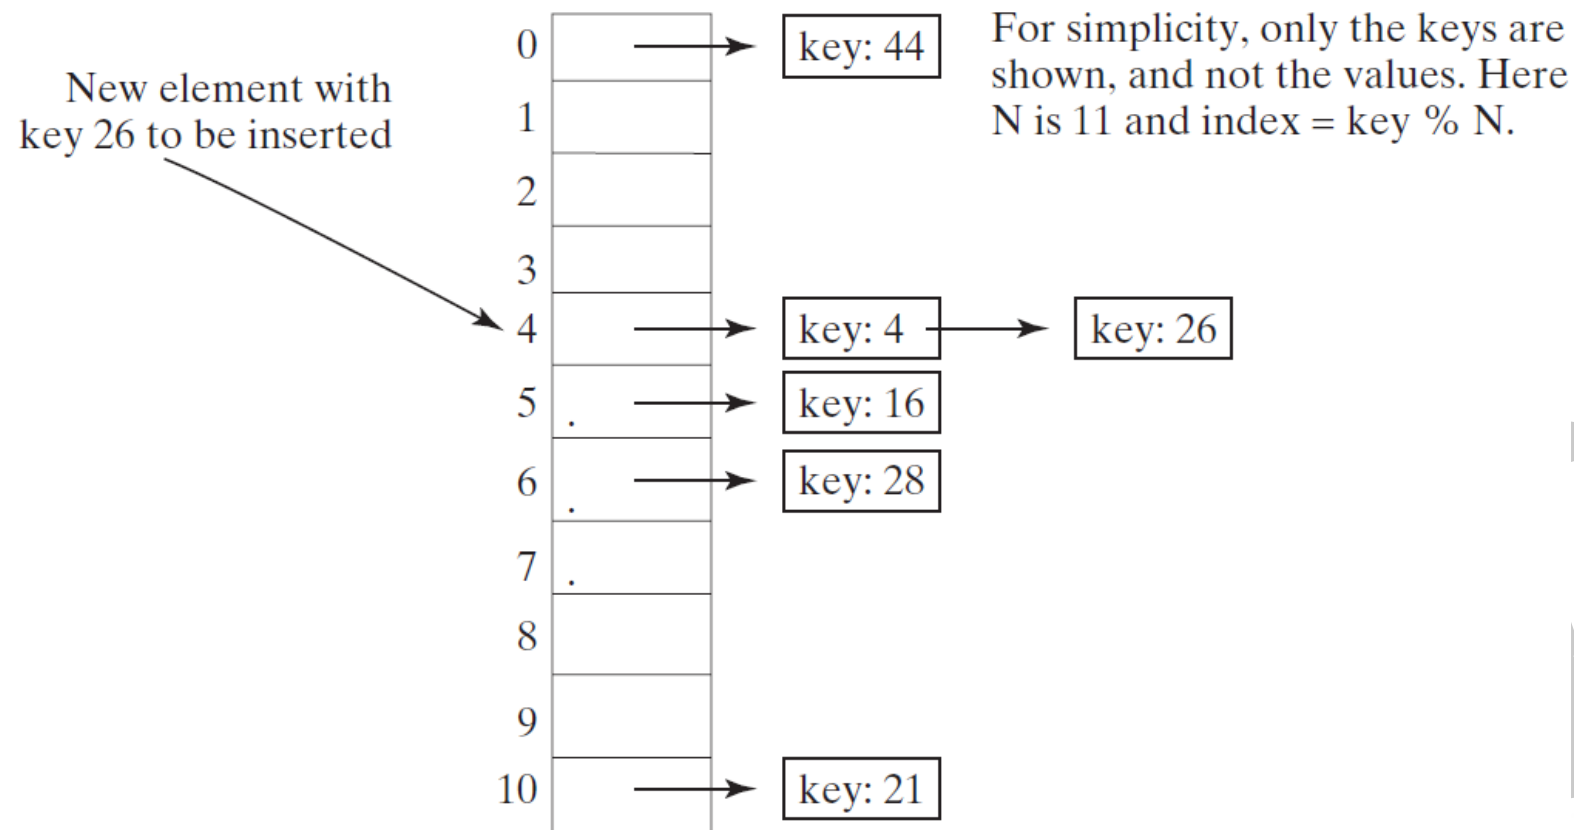 0
key: 44
For simplicity, only the keys are
shown, and not the values. Here
N is 11 and index = key % N.
New element with
key 26 to be inserted
1
2
3
4
key: 4
key: 26
5
.
key: 16
6
.
key: 28
7
.
8
9
10
key: 21